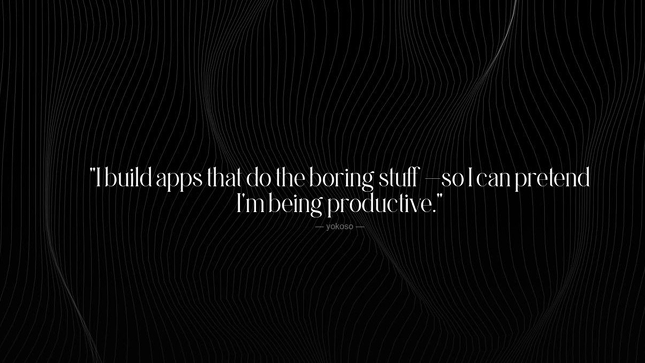 "I build apps that do the boring stuff —so I can pretend
I'm being productive."
— yokoso —